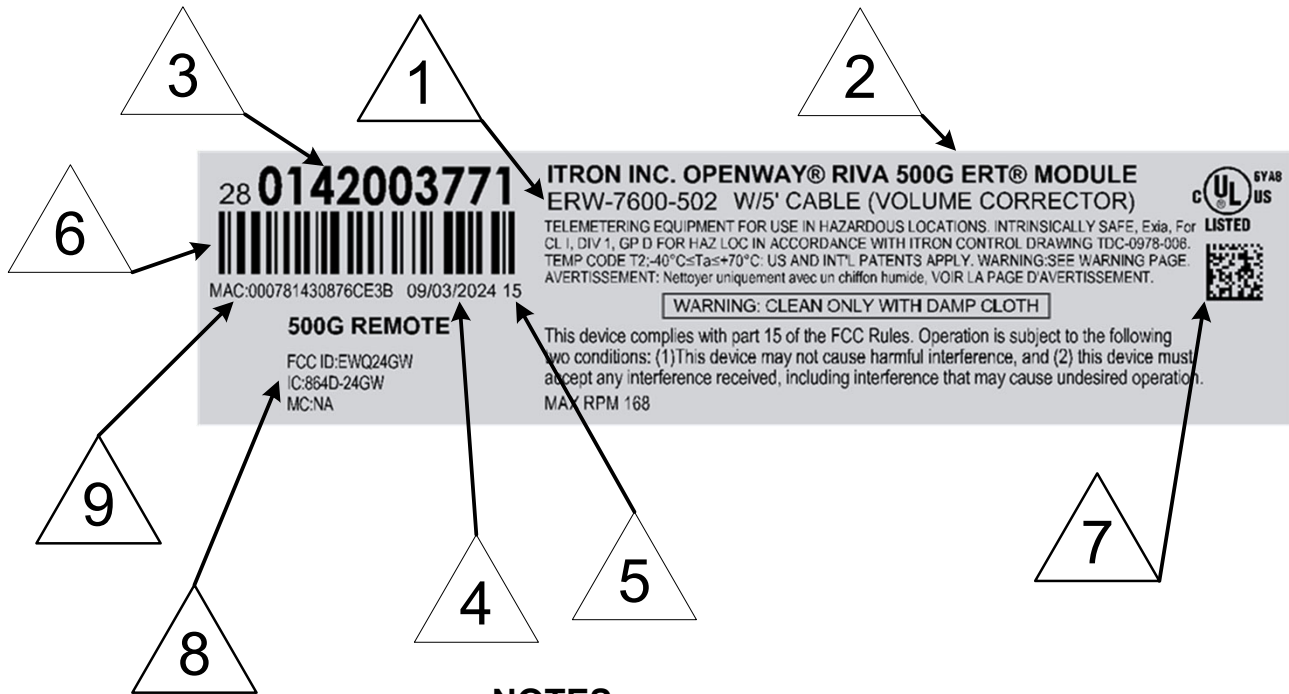 3
1
2
6
28 0142003771
MAC:000781430876CE3B 09/03/2024 15
500G REMOTE
FCC ID:EWQ24GW
IC:864D-24GW
MC:NA
ITRON INC. OPENWAY® RIVA 500G ERT® MODULE
ERW-7600-502 W/5' CABLE (VOLUME CORRECTOR)
TELEMETERING EQUIPMENT FOR USE IN HAZARDOUS LOCATIONS. INTRINSICALLY SAFE, Exia, For
CL I, DIV 1, GP D FOR HAZ LOC IN ACCORDANCE WITH ITRON CONTROL DRAWING TDC-0978-006.
TEMP CODE T2;-40°C≤Ta≤+70°C: US AND INT'L PATENTS APPLY. WARNING:SEE WARNING PAGE.
AVERTISSEMENT: Nettoyer uniquement avec un chiffon humide, VOIR LA PAGE D'AVERTISSEMENT.
WARNING: CLEAN ONLY WITH DAMP CLOTH
This device complies with part 15 of the FCC Rules. Operation is subject to the following
two conditions: (1)This device may not cause harmful interference, and (2) this device must
accept any interference received, including interference that may cause undesired operation.
MAX RPM 168
C UL ® US 6YA8
LISTED
9
8
4
5
7
NOTES